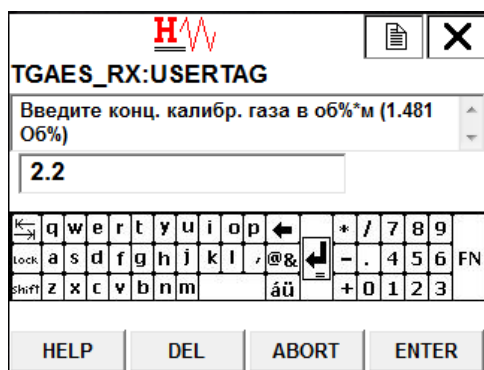 H
TGAES_RX:USERTAG
Введите конц. калибр. газа в об%*м (1.481
Об%)
2.2
q w e r t y u i o p * / 7 8 9
Lock a s d f g h j k l , @& - . 4 5 6 FN
Shift z x c v b n m áü + 0 1 2 3
HELP DEL ABORT ENTER